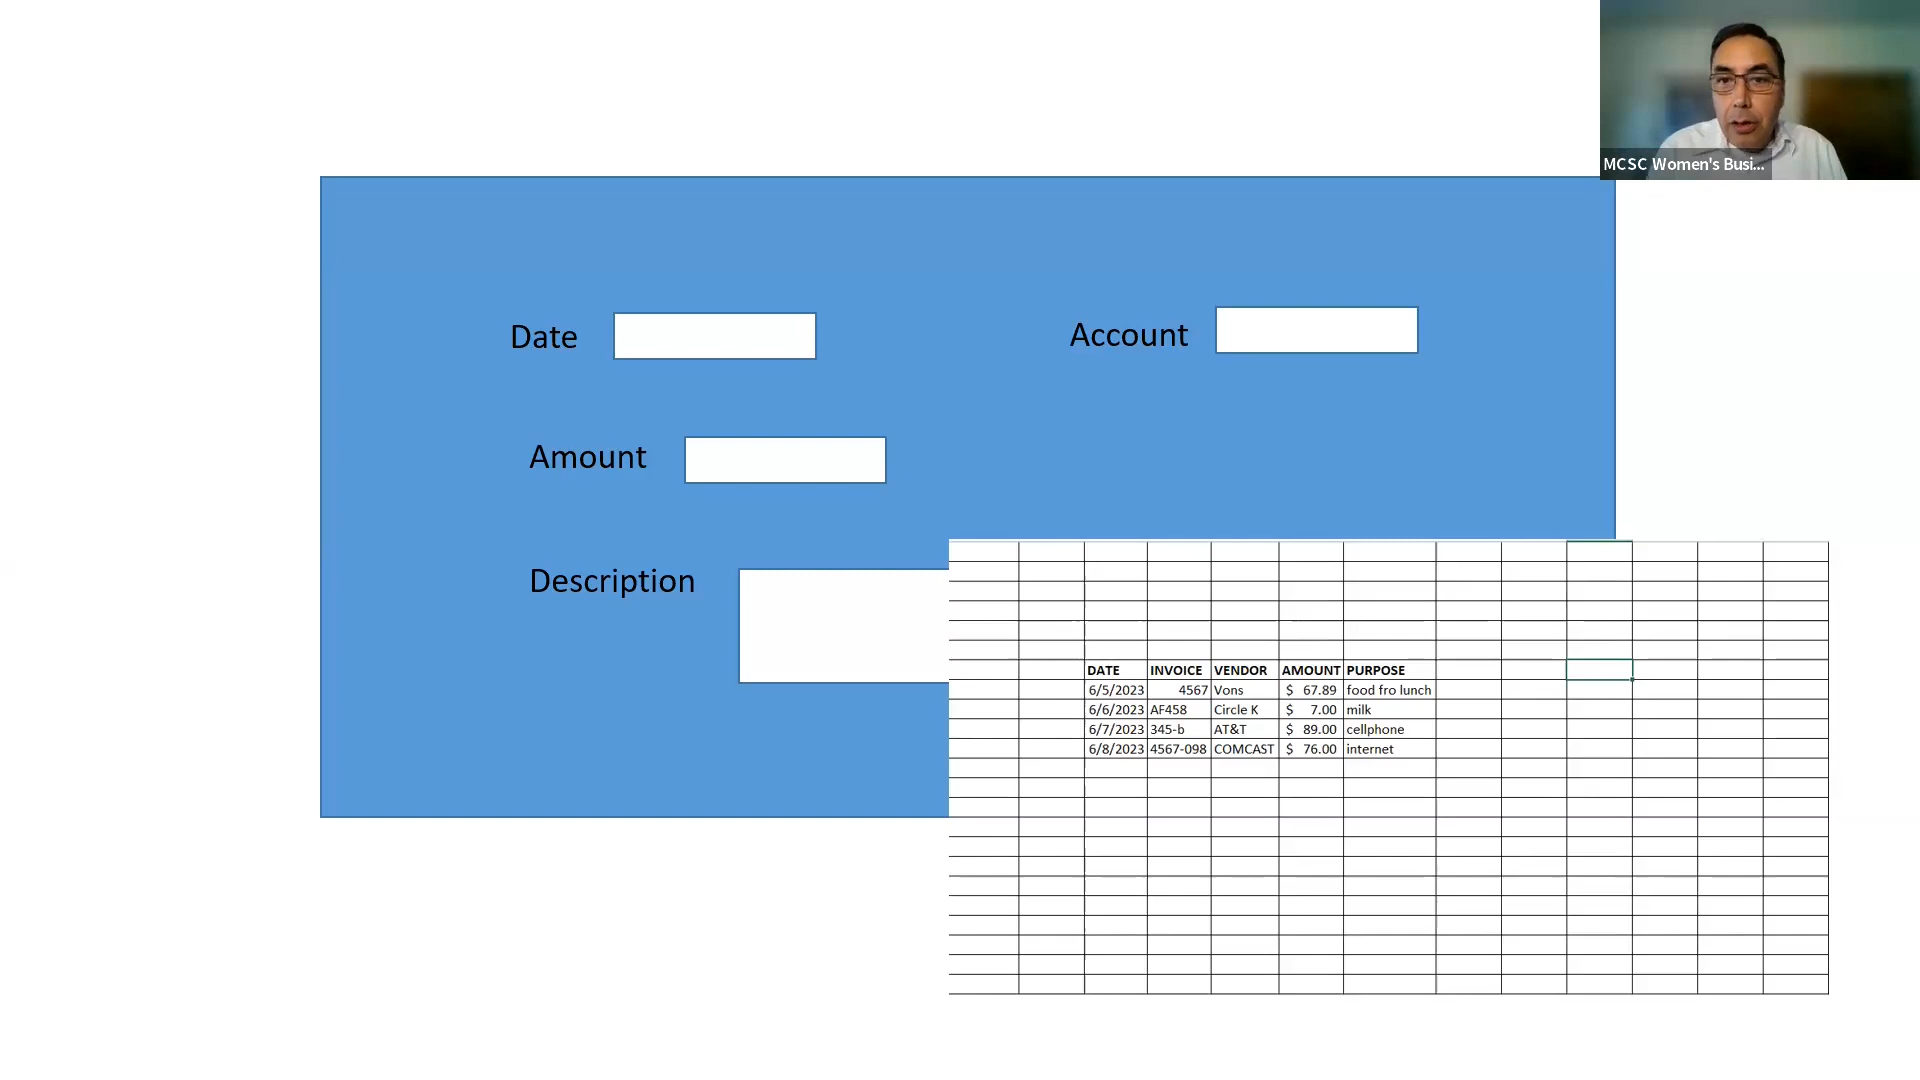 MCSC Women's Busi...
Date
Account
Amount
Description
DATE INVOICE VENDOR AMOUNT PURPOSE
6/5/2023 4567 Vons $ 67.89 food fro lunch
6/6/2023 AF458 Circle K $ 7.00 milk
6/7/2023 345-b AT&T $ 89.00 cellphone
6/8/2023 4567-098 COMCAST $ 76.00 internet